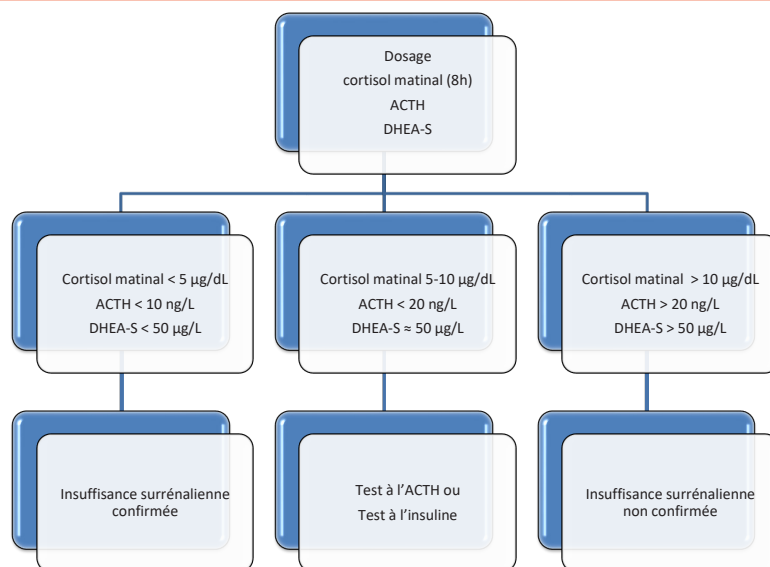 Dosage
cortisol matinal (8h)
ACTH
DHEA-S
Cortisol matinal < 5 µg/dL
ACTH < 10 ng/L
DHEA-S < 50 µg/L
Cortisol matinal 5-10 µg/dL
ACTH < 20 ng/L
DHEA-S ≈ 50 µg/L
Cortisol matinal > 10 µg/dL
ACTH > 20 ng/L
DHEA-S > 50 µg/L
Insuffisance surrénalienne
confirmée
Test à l’ACTH ou
Test à l’insuline
Insuffisance surrénalienne
non confirmée